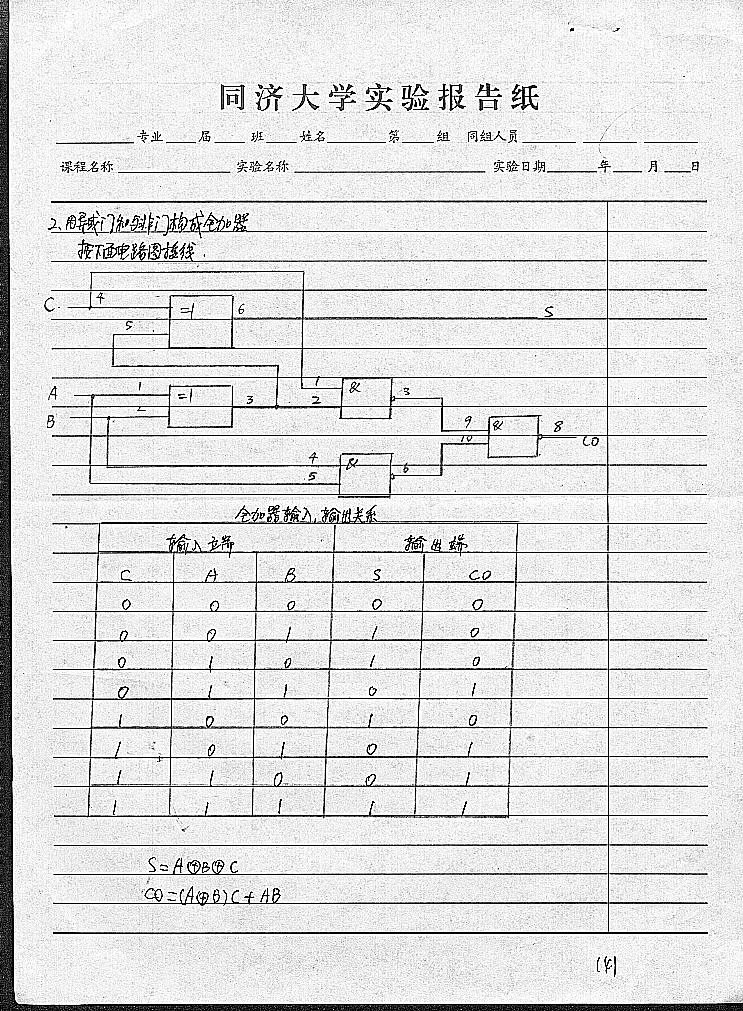 同济大学实验报告纸
专业 届 班 姓名 第 组 同组人员
课程名称 实验名称 实验日期 年 月 日
2、用异或门和与非门构成全加器
按下面电路图接线.
C 4 5 =1 6 S
A 1 =1 3 1 & 3
B 2 2
9 & 8 CO
10
4 & 6
5
全加器输入,输出关系
输入端 输出端
C A B S CO
0 0 0 0 0
0 0 1 1 0
0 1 0 1 0
0 1 1 0 1
1 0 0 1 0
1 0 1 0 1
1 1 0 0 1
1 1 1 1 1
S=A⊕B⊕C
CO=(A⊕B)C+AB
(4)